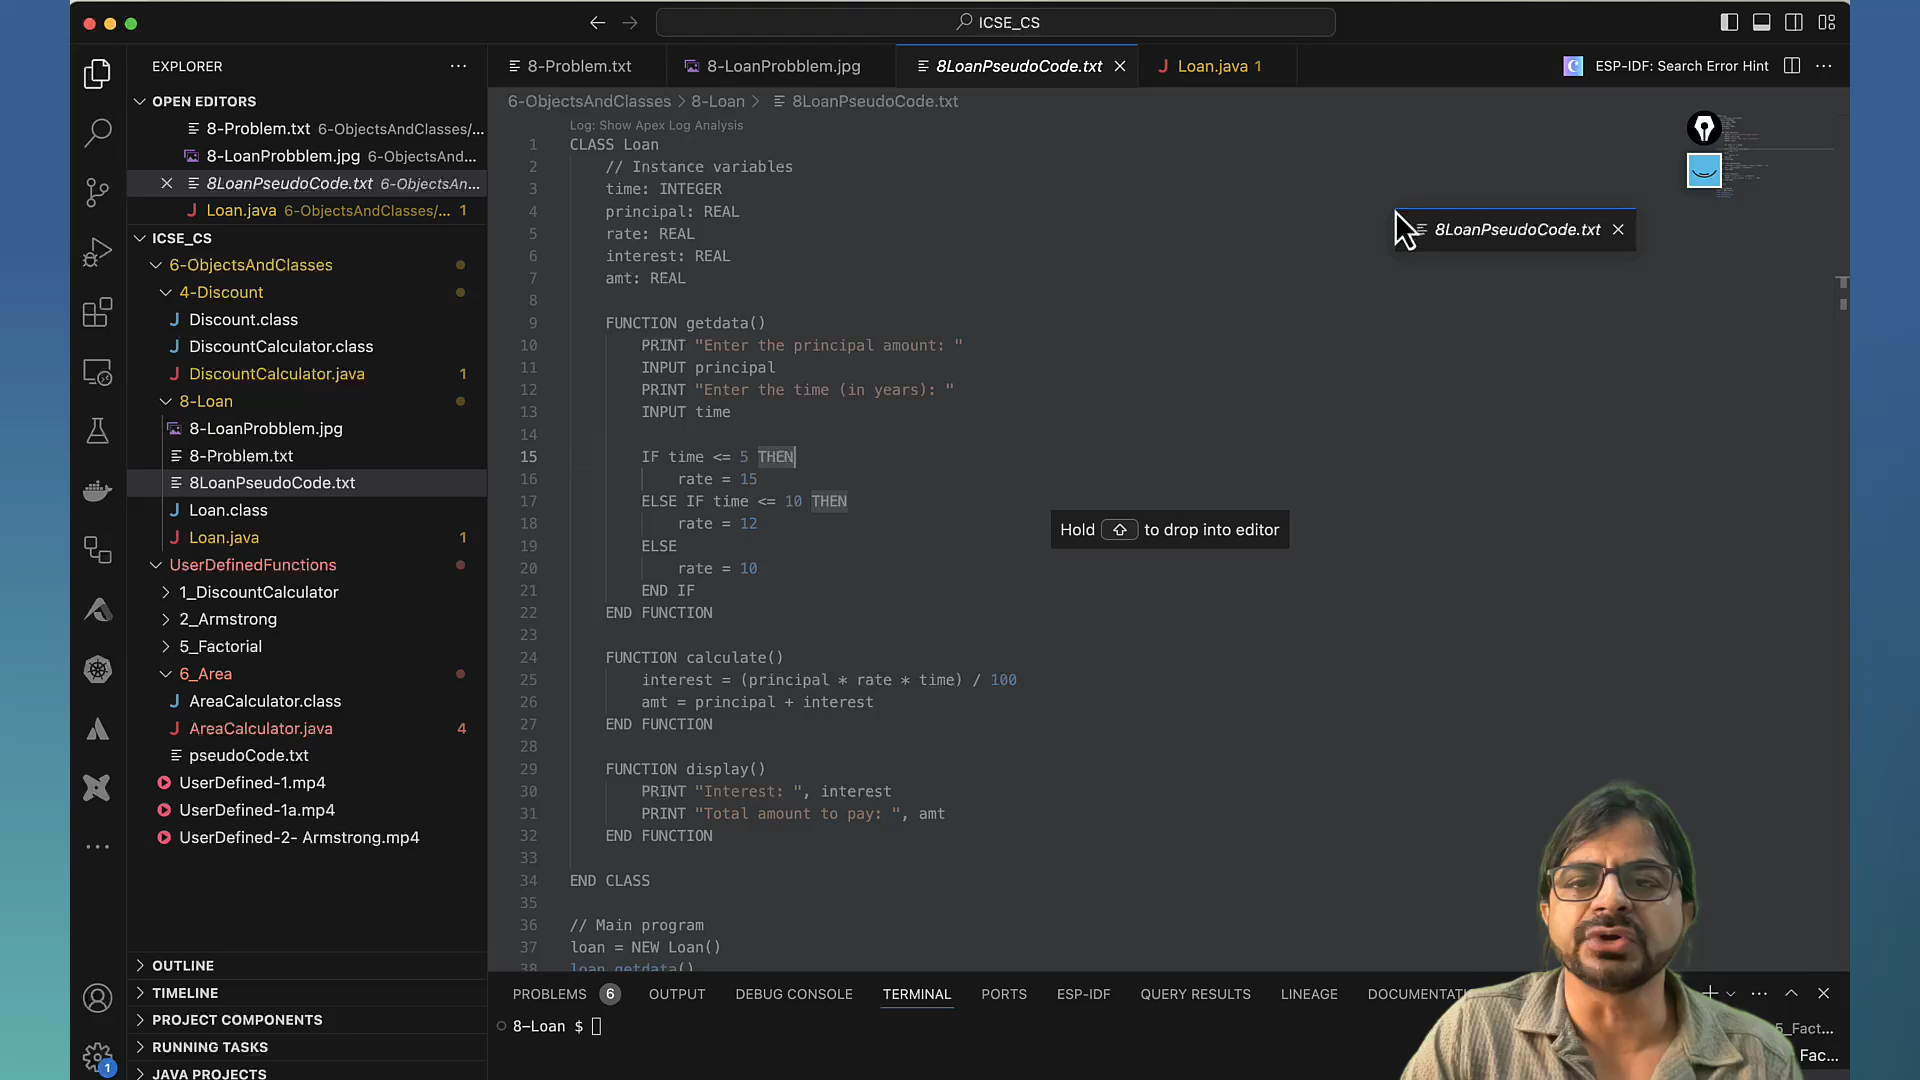 ICSE_CS
EXPLORER
8-Problem.txt
8-LoanProbblem.jpg
8LoanPseudoCode.txt
Loan.java 1
ESP-IDF: Search Error Hint
OPEN EDITORS
8-Problem.txt 6-ObjectsAndClasses/...
8-LoanProbblem.jpg 6-ObjectsAnd...
8LoanPseudoCode.txt 6-ObjectsAn...
Loan.java 6-ObjectsAndClasses/... 1
ICSE_CS
6-ObjectsAndClasses
4-Discount
Discount.class
DiscountCalculator.class
DiscountCalculator.java 1
8-Loan
8-LoanProbblem.jpg
8-Problem.txt
8LoanPseudoCode.txt
Loan.class
Loan.java 1
UserDefinedFunctions
1_DiscountCalculator
2_Armstrong
5_Factorial
6_Area
AreaCalculator.class
AreaCalculator.java 4
pseudoCode.txt
UserDefined-1.mp4
UserDefined-1a.mp4
UserDefined-2- Armstrong.mp4
OUTLINE
TIMELINE
PROJECT COMPONENTS
RUNNING TASKS
JAVA PROJECTS
1
6-ObjectsAndClasses > 8-Loan > 8LoanPseudoCode.txt
Log: Show Apex Log Analysis
1 CLASS Loan
2 // Instance variables
3 time: INTEGER
4 principal: REAL
5 rate: REAL
6 interest: REAL
7 amt: REAL
8
9 FUNCTION getdata()
10 PRINT "Enter the principal amount: "
11 INPUT principal
12 PRINT "Enter the time (in years): "
13 INPUT time
14
15 IF time <= 5 THEN
16 rate = 15
17 ELSE IF time <= 10 THEN
18 rate = 12
19 ELSE
20 rate = 10
21 END IF
22 END FUNCTION
23
24 FUNCTION calculate()
25 interest = (principal * rate * time) / 100
26 amt = principal + interest
27 END FUNCTION
28
29 FUNCTION display()
30 PRINT "Interest: ", interest
31 PRINT "Total amount to pay: ", amt
32 END FUNCTION
33
34 END CLASS
35
36 // Main program
37 loan = NEW Loan()
38 loan.getdata()
8LoanPseudoCode.txt
Hold to drop into editor
PROBLEMS 6 OUTPUT DEBUG CONSOLE TERMINAL PORTS ESP-IDF QUERY RESULTS LINEAGE DOCUMENTATI
8-Loan $
5_Fact...
Fac...